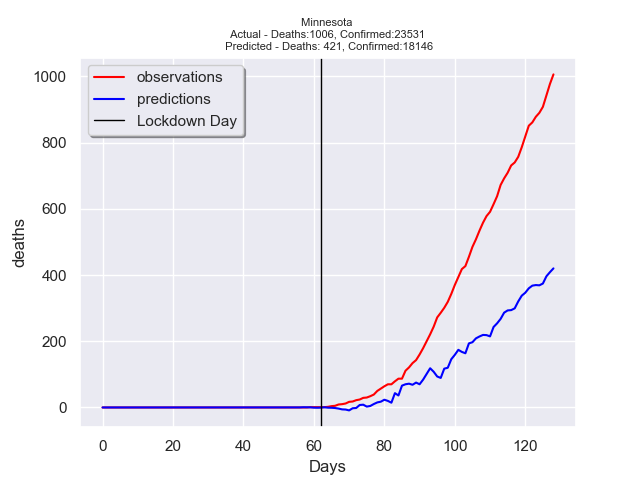 Minnesota
Actual - Deaths:1006, Confirmed:23531
Predicted - Deaths: 421, Confirmed:18146
observations
predictions
Lockdown Day
1000
800
600
400
200
0
deaths
0 20 40 60 80 100 120
Days